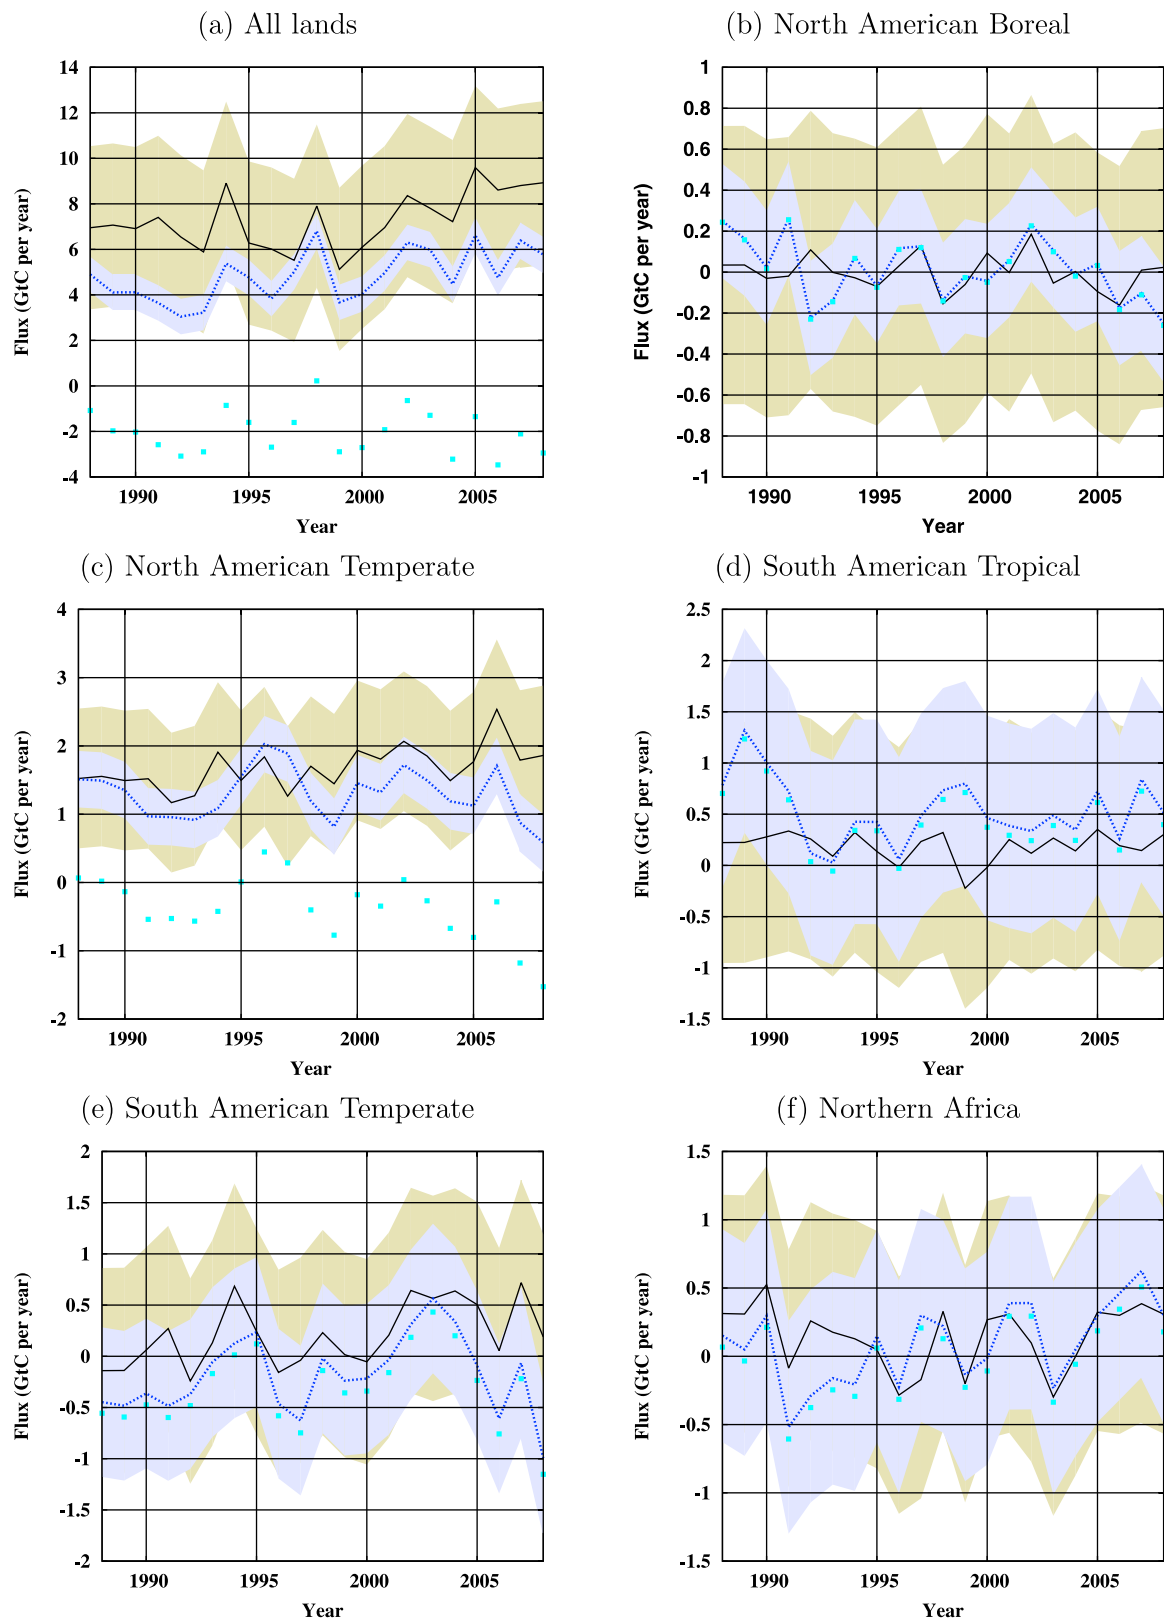 (a) All lands
14
12
10
8
6
4
2
0
-2
-4
Flux (GtC per year)
1990 1995 2000 2005
Year
(b) North American Boreal
1
0.8
0.6
0.4
0.2
0
-0.2
-0.4
-0.6
-0.8
-1
Flux (GtC per year)
1990 1995 2000 2005
Year
(c) North American Temperate
4
3
2
1
0
-1
-2
Flux (GtC per year)
1990 1995 2000 2005
Year
(d) South American Tropical
2.5
2
1.5
1
0.5
0
-0.5
-1
-1.5
Flux (GtC per year)
1990 1995 2000 2005
Year
(e) South American Temperate
2
1.5
1
0.5
0
-0.5
-1
-1.5
-2
Flux (GtC per year)
1990 1995 2000 2005
Year
(f) Northern Africa
1.5
1
0.5
0
-0.5
-1
-1.5
Flux (GtC per year)
1990 1995 2000 2005
Year